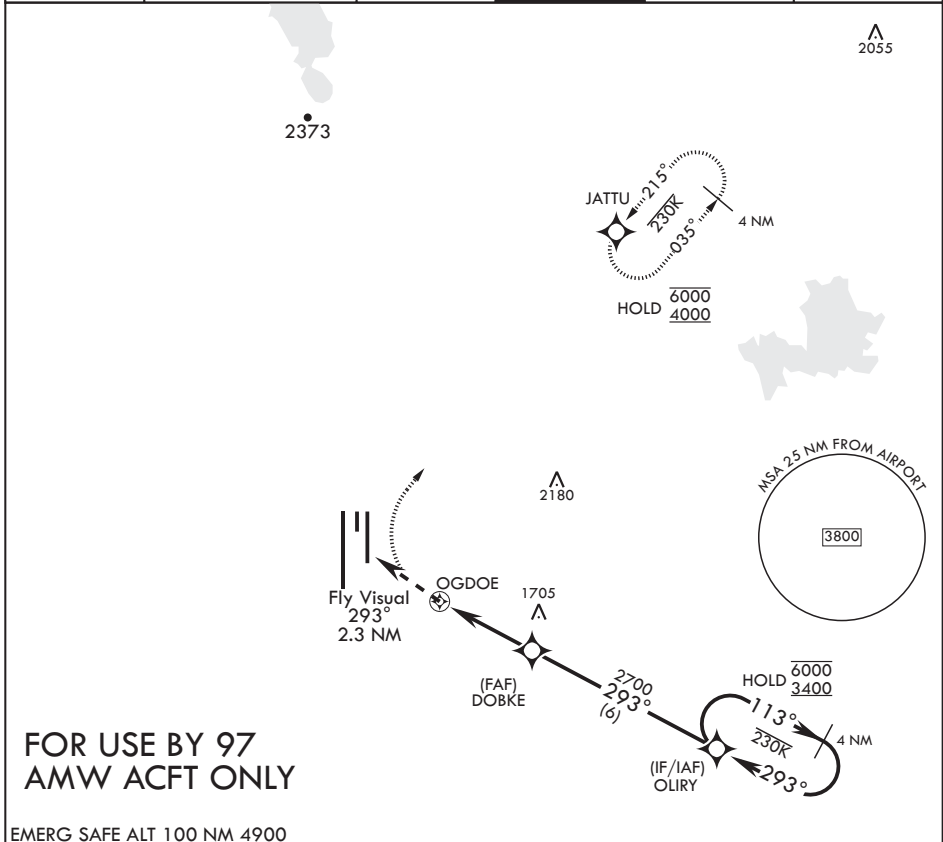 2055
2373
JATTU
215°
230K
035°
4 NM
HOLD 6000
4000
MSA 25 NM FROM AIRPORT
3800
2180
OGDOE
Fly Visual
293°
2.3 NM
1705
(FAF)
DOBKE
2700
293°
(6)
HOLD 6000
3400
113°
230K
4 NM
293°
(IF/IAF)
OLIRY
FOR USE BY 97
AMW ACFT ONLY
EMERG SAFE ALT 100 NM 4900